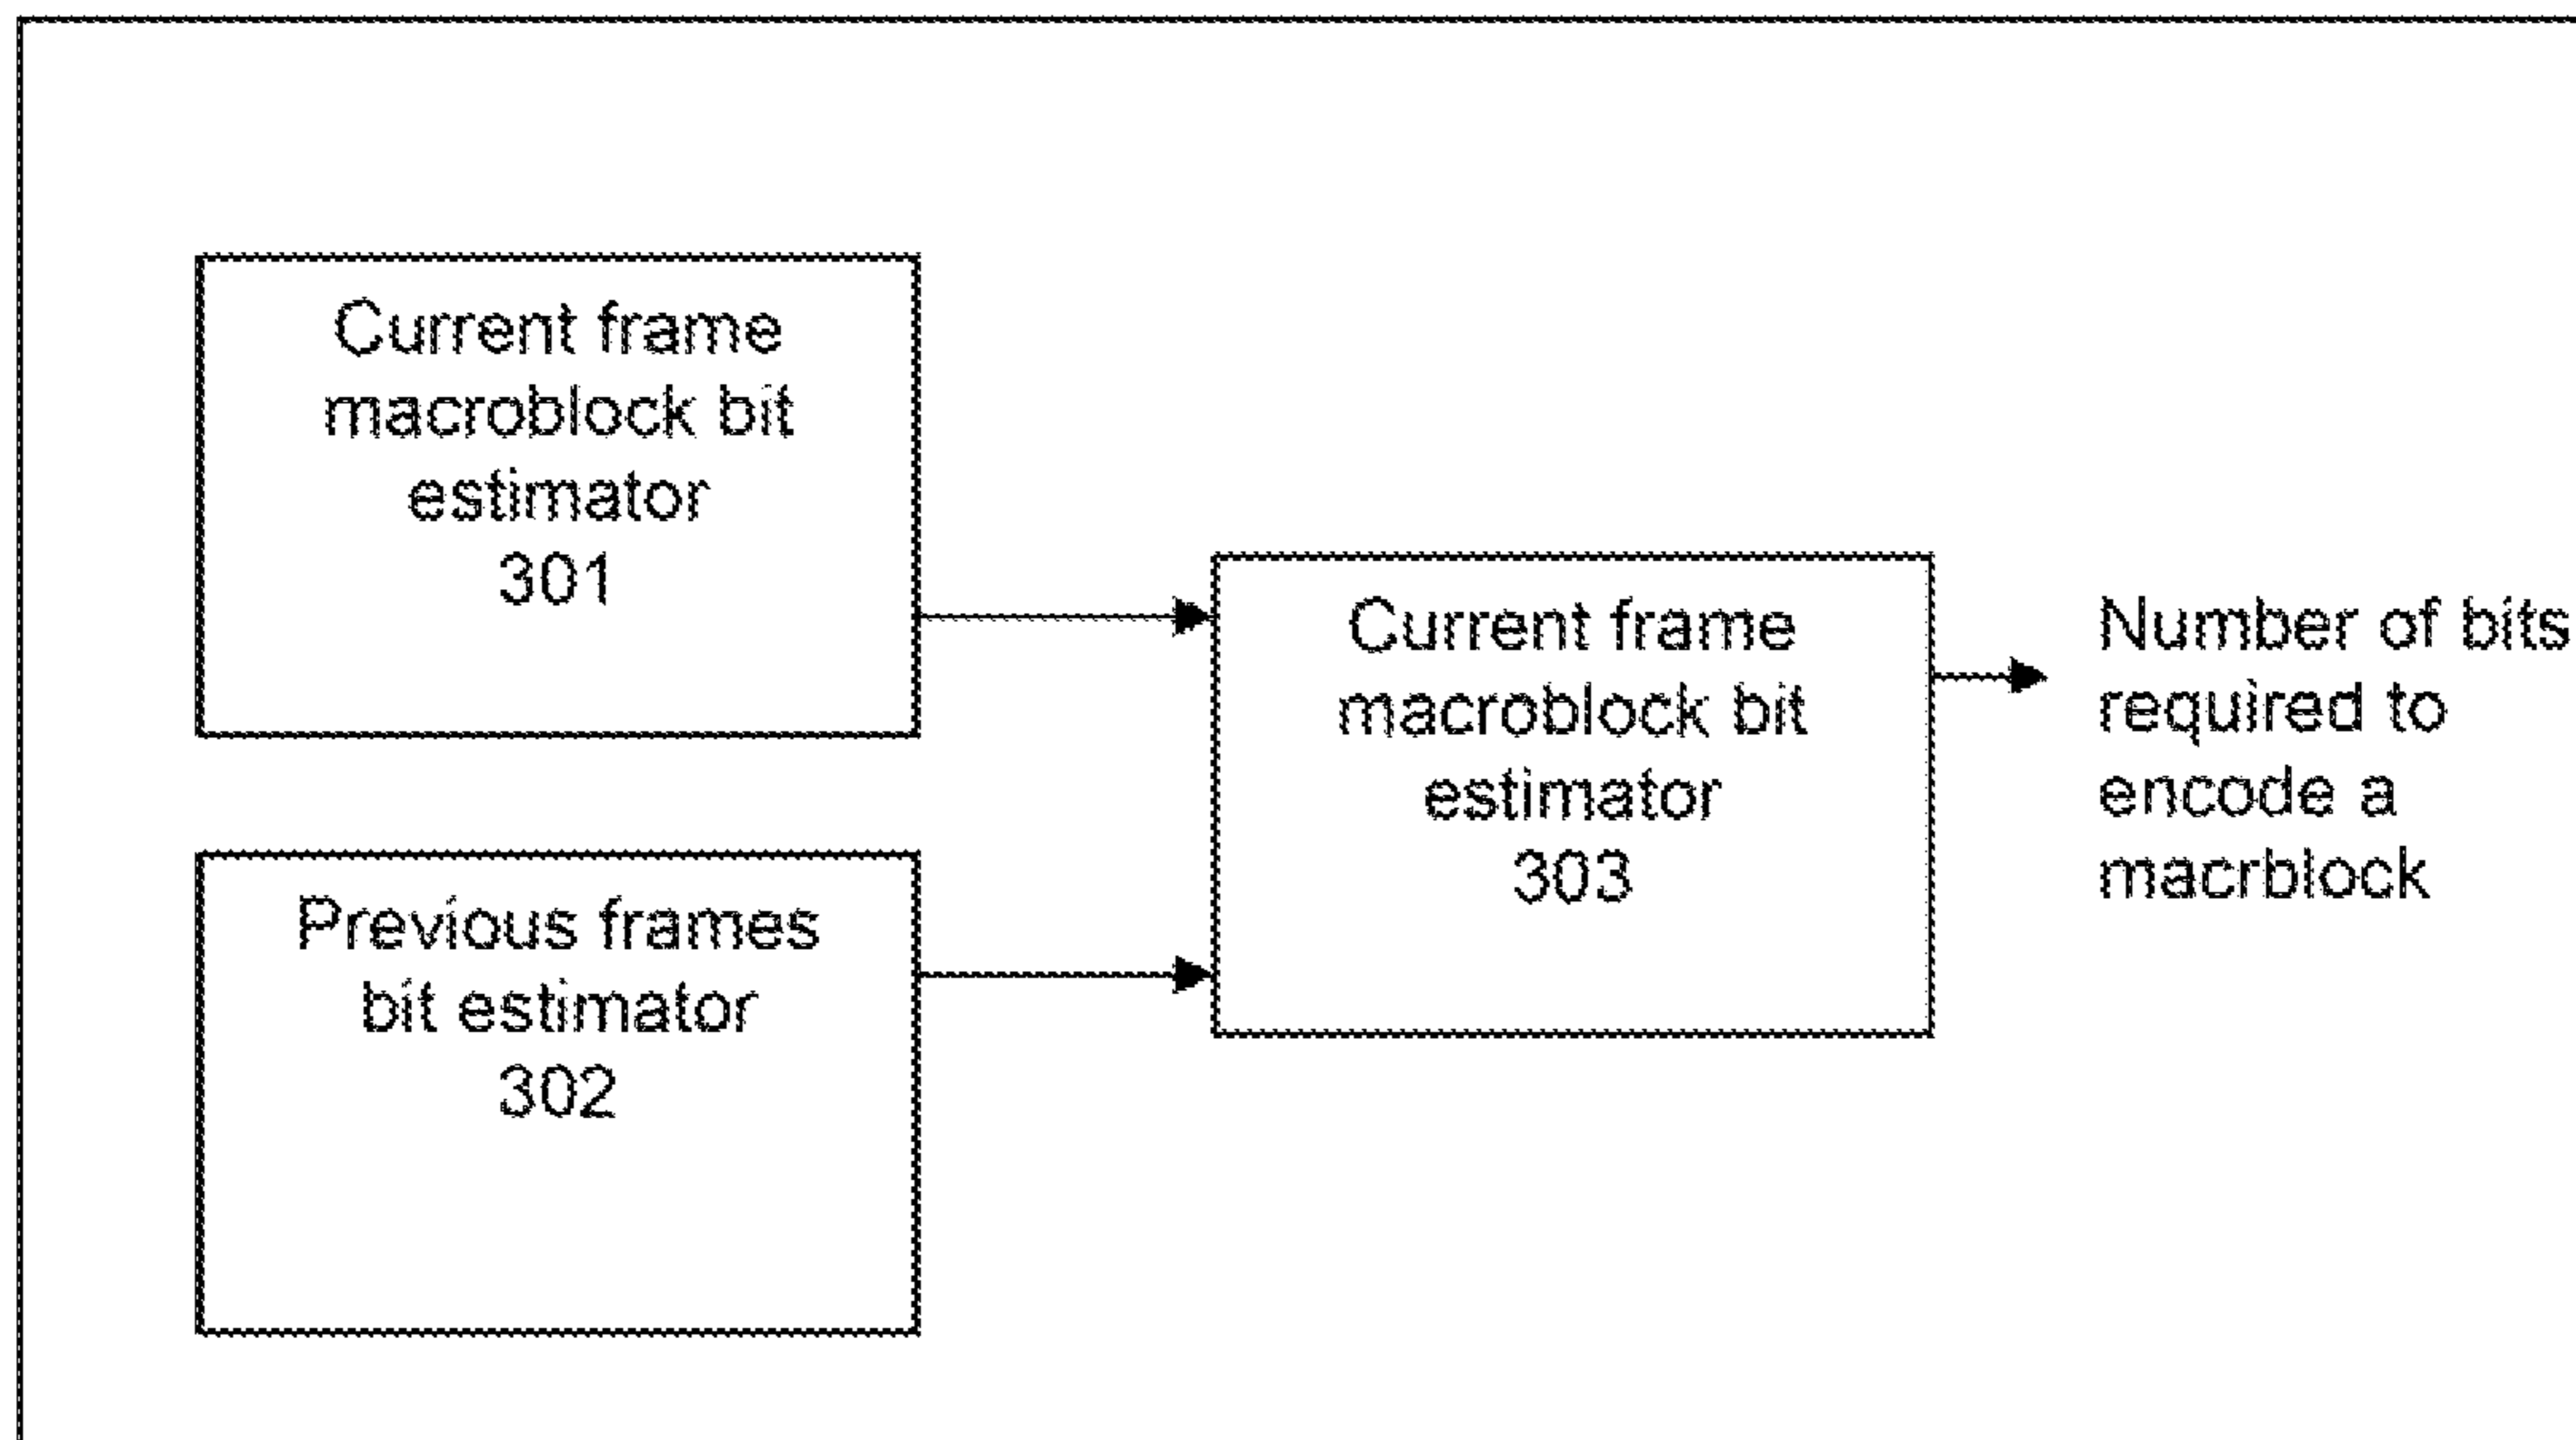 Current frame
macroblock bit
estimator
301
Previous frames
bit estimator
302
Current frame
macroblock bit
estimator
303
Number of bits
required to
encode a
macrblock